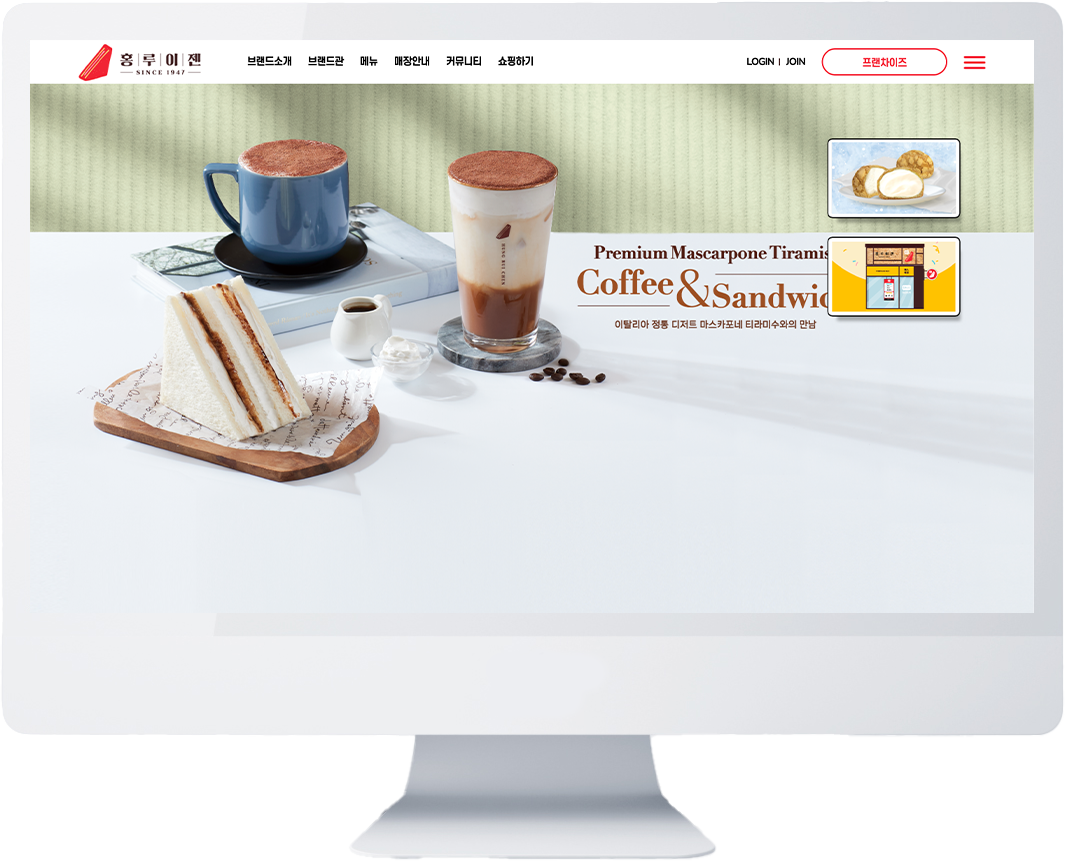 홍루이젠
SINCE 1947
브랜드소개 브랜드관 메뉴 매장안내 커뮤니티 쇼핑하기
LOGIN | JOIN
프랜차이즈
HUNG RUI CHEN
Premium Mascarpone Tiramis
Coffee & Sandwic
이탈리아 정통 디저트 마스카포네 티라미수와의 만남